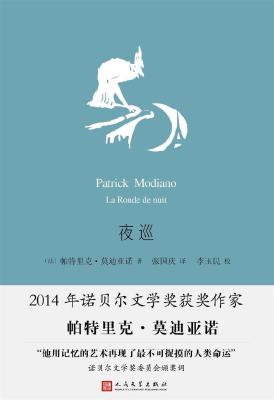 Patrick Modiano
La Ronde de nuit
夜巡
〔法〕帕特里克·莫迪亚诺 著 张国庆 译 李玉民 校
2014 年诺贝尔文学奖获奖作家
帕特里克·莫迪亚诺
“他用记忆的艺术再现了最不可捉摸的人类命运”
诺贝尔文学奖委员会颁奖词
人民文学出版社